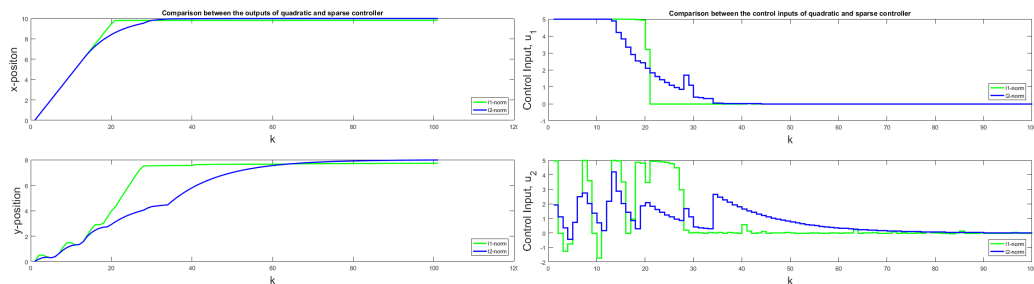 Comparison between the outputs of quadratic and sparse controller
10
8
6
4
2
0
x-positon
0 20 40 60 80 100 120
k
l1-norm
l2-norm
8
6
4
2
0
y-position
0 20 40 60 80 100 120
k
l1-norm
l2-norm
Comparison between the control inputs of quadratic and sparse controller
5
4
3
2
1
0
-1
Control Input, u1
0 10 20 30 40 50 60 70 80 90 100
k
l1-norm
l2-norm
5
4
3
2
1
0
-1
-2
Control Input, u2
0 10 20 30 40 50 60 70 80 90 100
k
l1-norm
l2-norm